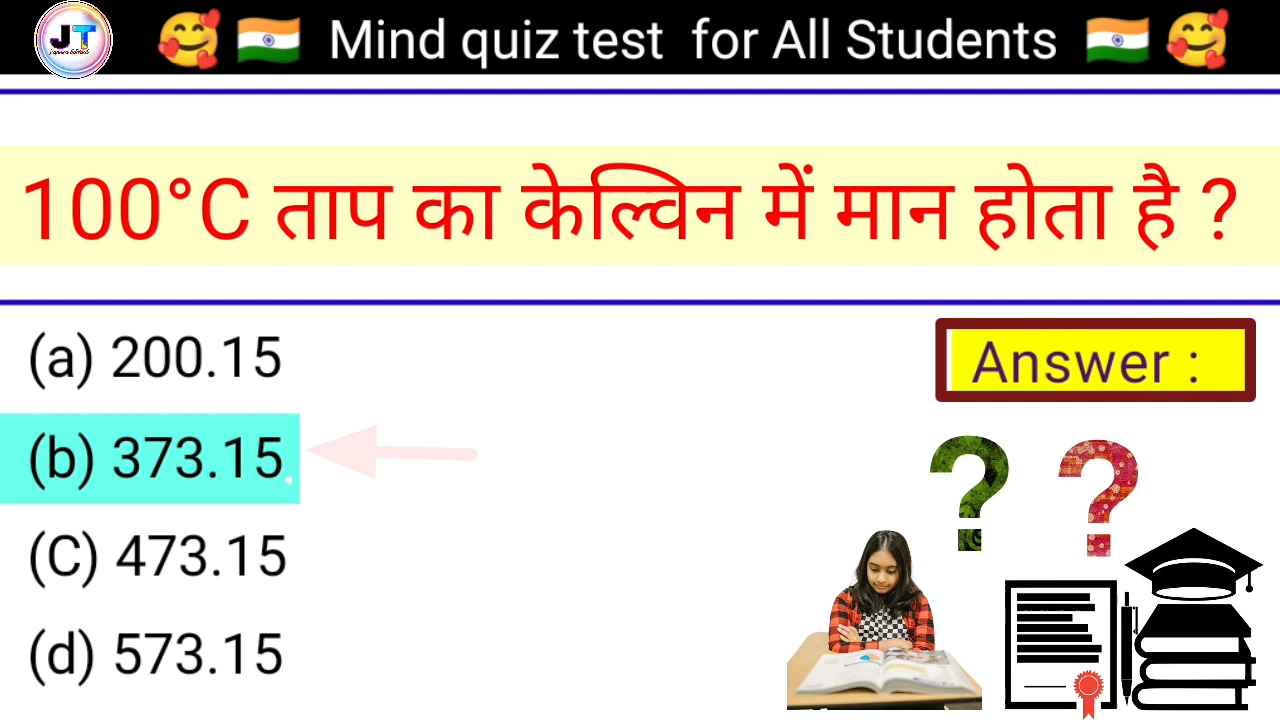 JT
Mind quiz test for All Students
100°C ताप का केल्विन में मान होता है ?
(a) 200.15
Answer :
(b) 373.15
(C) 473.15
(d) 573.15